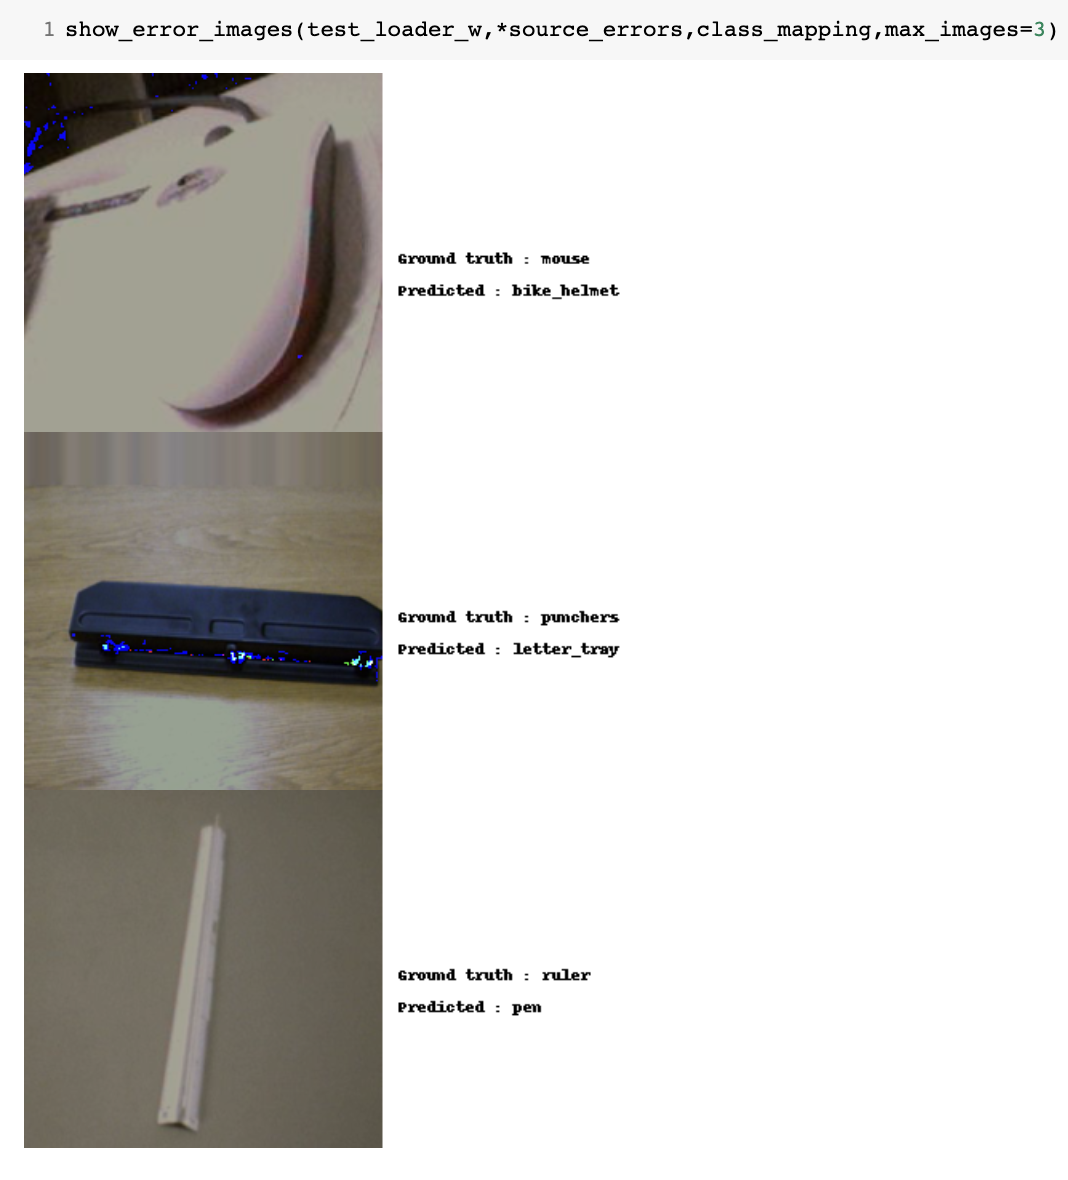 1 show_error_images(test_loader_w,*source_errors,class_mapping,max_images=3)
Ground truth : mouse
Predicted : bike_helmet
Ground truth : punchers
Predicted : letter_tray
Ground truth : ruler
Predicted : pen